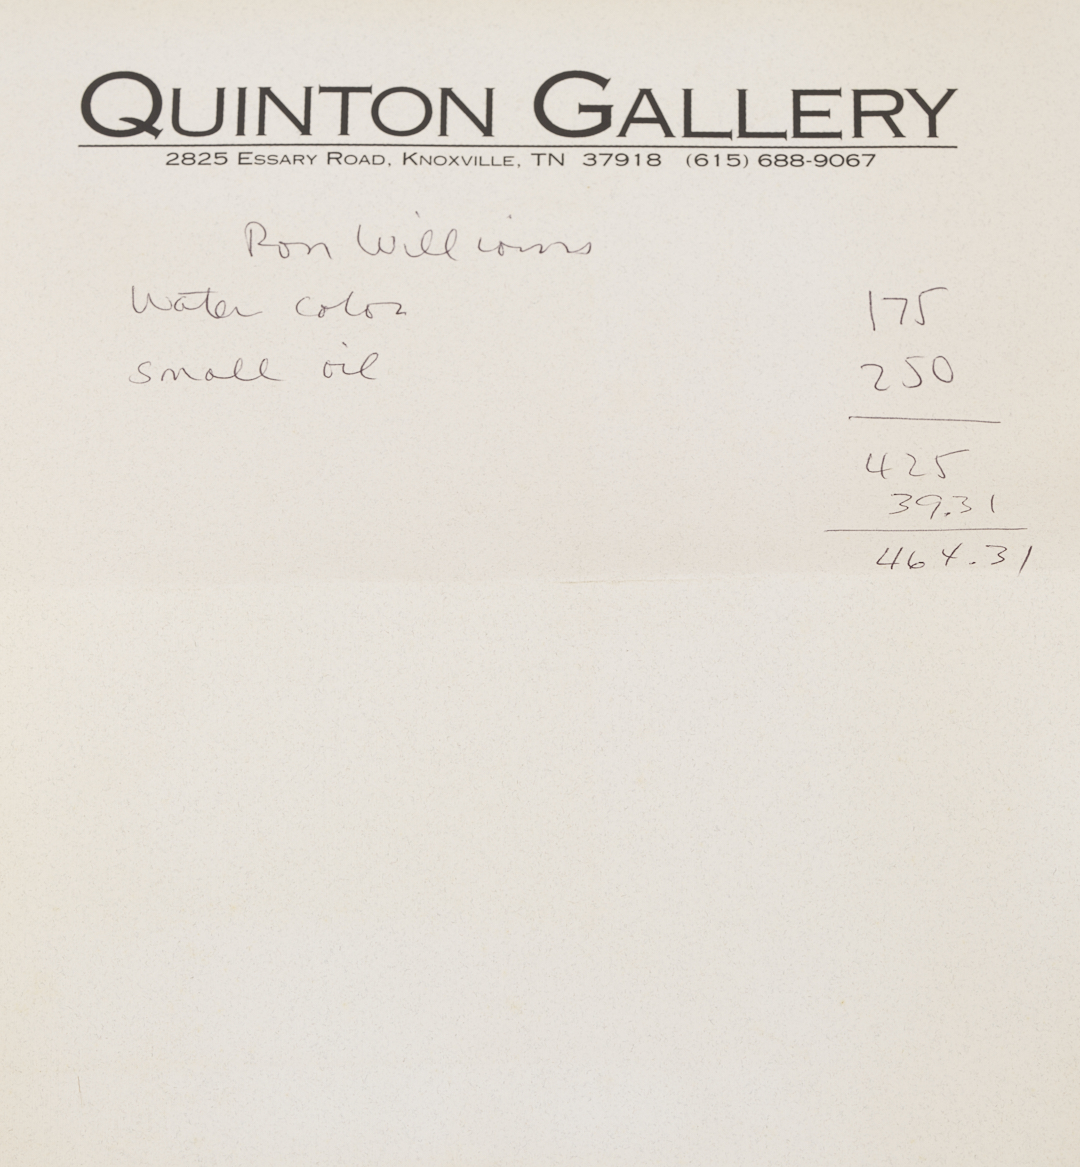 QUINTON GALLERY
2825 ESSARY ROAD, KNOXVILLE, TN 37918 (615) 688-9067
Ron Williams
Water color 175
small oil 250
425
39.31
464.31